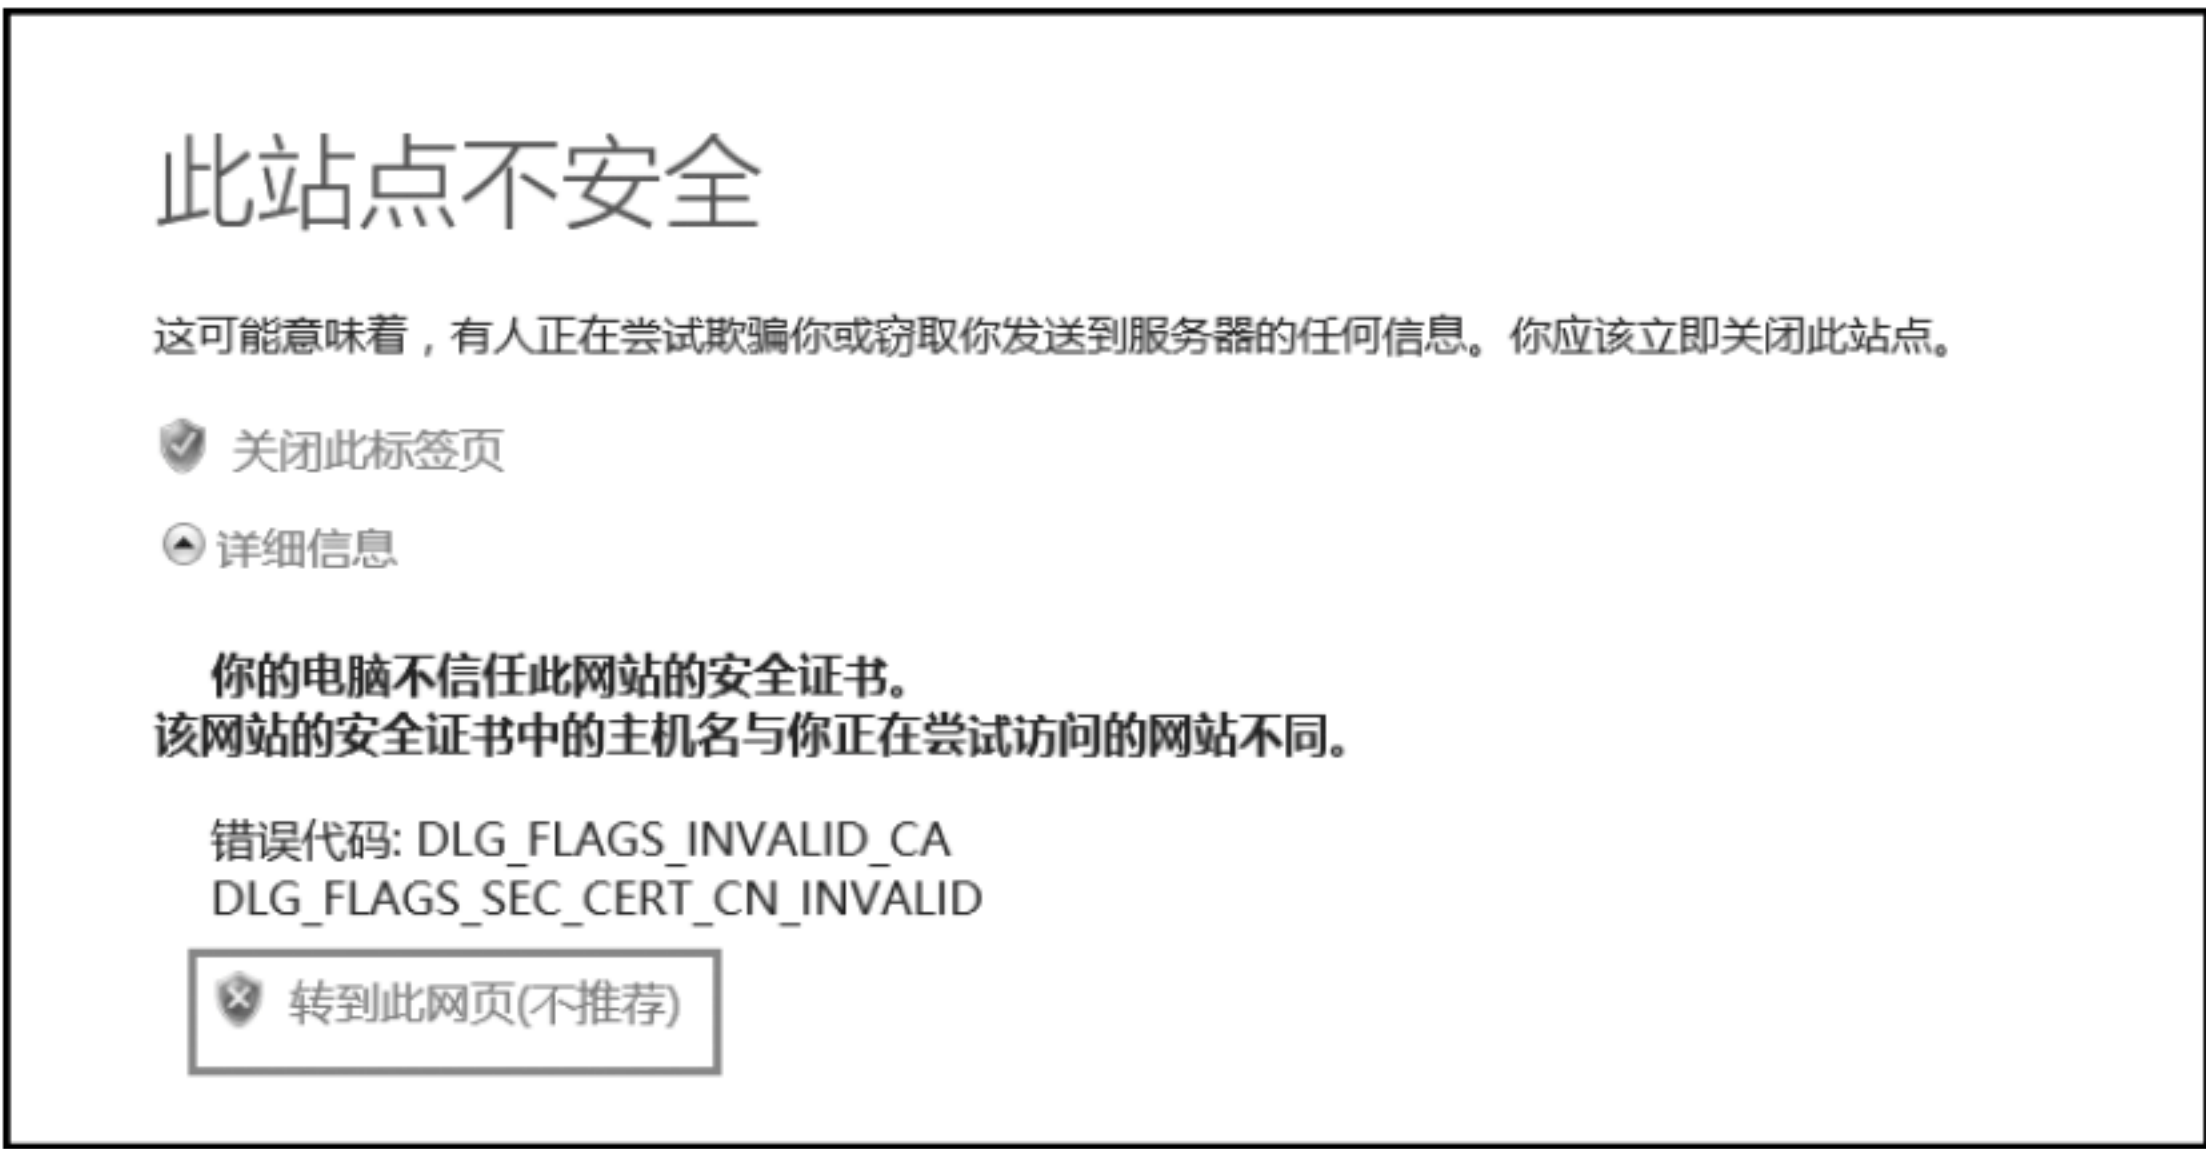 此站点不安全
这可能意味着，有人正在尝试欺骗你或窃取你发送到服务器的任何信息。你应该立即关闭此站点。
关闭此标签页
详细信息
你的电脑不信任此网站的安全证书。
该网站的安全证书中的主机名与你正在尝试访问的网站不同。
错误代码: DLG_FLAGS_INVALID_CA
DLG_FLAGS_SEC_CERT_CN_INVALID
转到此网页(不推荐)